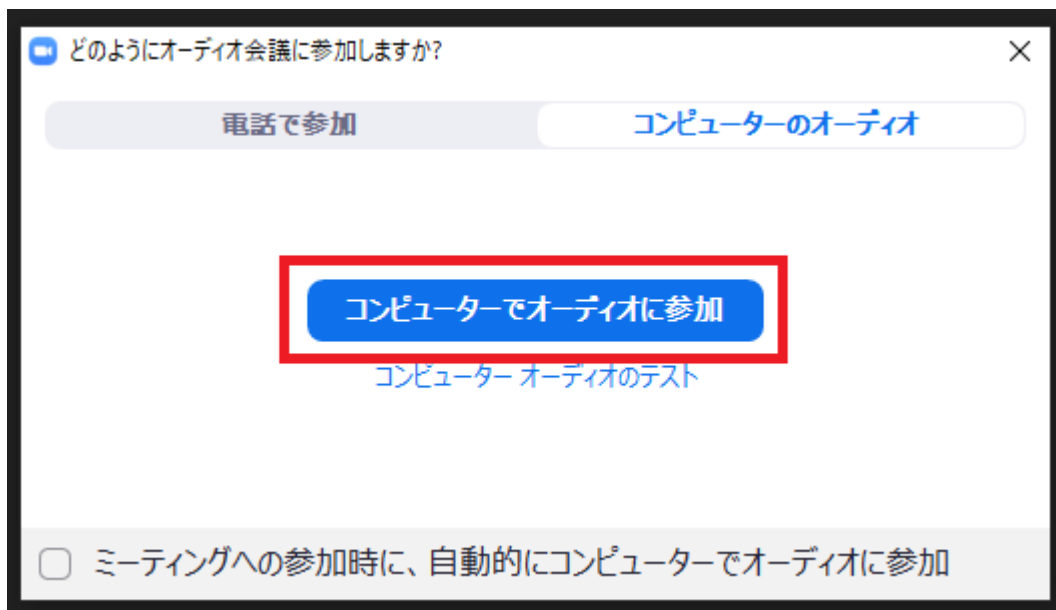 どのようにオーディオ会議に参加しますか?
電話で参加
コンピューターのオーディオ
コンピューターでオーディオに参加
コンピューター オーディオのテスト
ミーティングへの参加時に、自動的にコンピューターでオーディオに参加